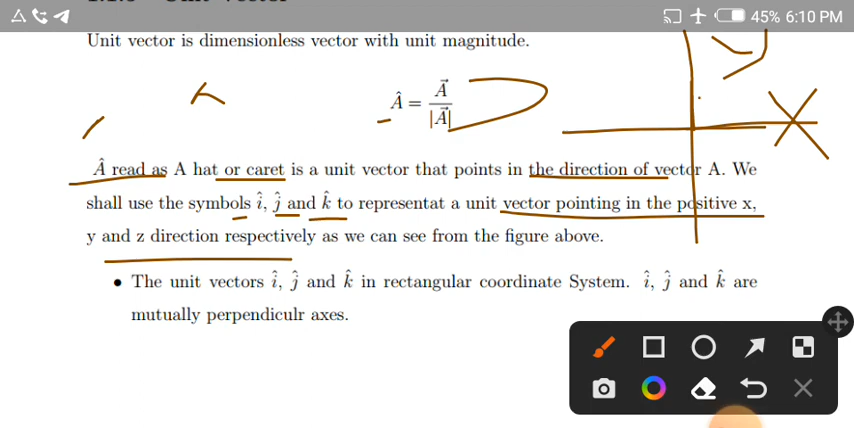 45% 6:10 PM
Unit vector is dimensionless vector with unit magnitude.
Â = A⃗ / |A⃗|
Â read as A hat or caret is a unit vector that points in the direction of vector A. We
shall use the symbols î, ĵ and k̂ to representat a unit vector pointing in the positive x,
y and z direction respectively as we can see from the figure above.
• The unit vectors î, ĵ and k̂ in rectangular coordinate System. î, ĵ and k̂ are
mutually perpendiculr axes.